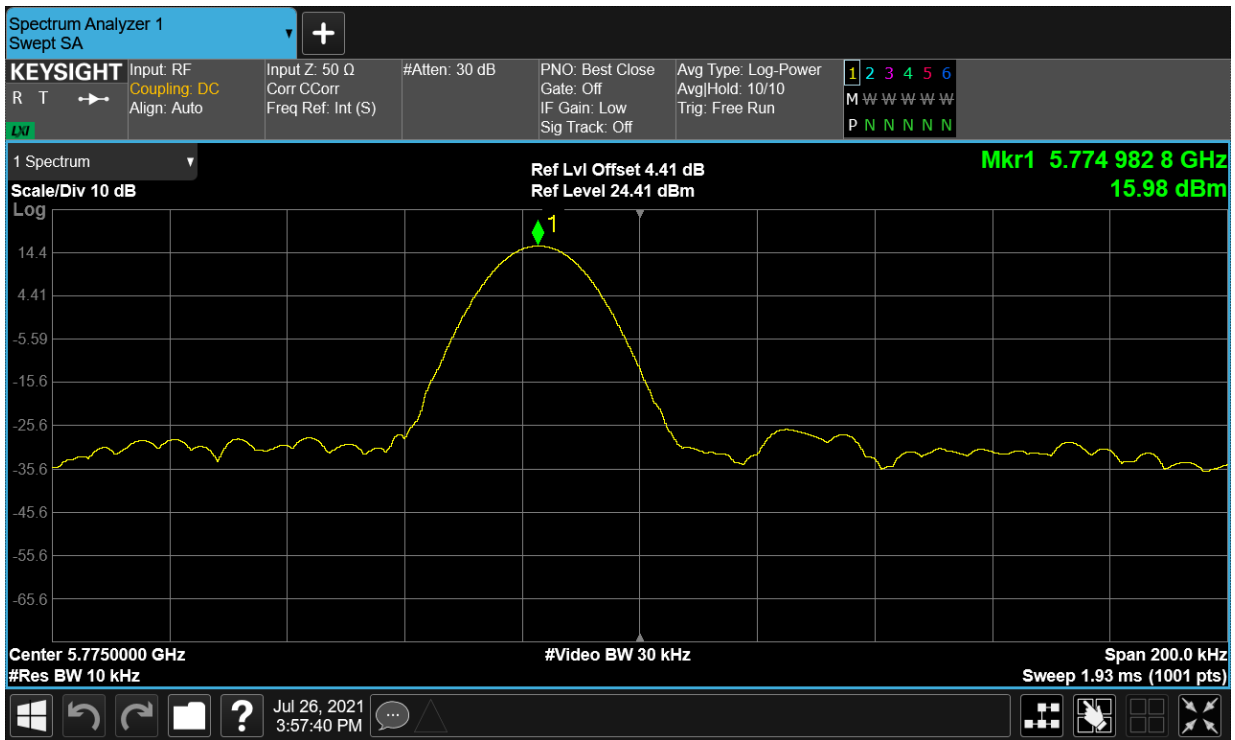 Spectrum Analyzer 1
Swept SA
KEYSIGHT
R T
LXI
Input: RF
Coupling: DC
Align: Auto
Input Z: 50 Ω
Corr CCorr
Freq Ref: Int (S)
#Atten: 30 dB
PNO: Best Close
Gate: Off
IF Gain: Low
Sig Track: Off
Avg Type: Log-Power
Avg|Hold: 10/10
Trig: Free Run
1 2 3 4 5 6
M W W W W W
P N N N N N
1 Spectrum
Scale/Div 10 dB
Log
Ref Lvl Offset 4.41 dB
Ref Level 24.41 dBm
Mkr1 5.774 982 8 GHz
15.98 dBm
1
14.4
4.41
-5.59
-15.6
-25.6
-35.6
-45.6
-55.6
-65.6
Center 5.7750000 GHz
#Video BW 30 kHz
Span 200.0 kHz
#Res BW 10 kHz
Sweep 1.93 ms (1001 pts)
?
Jul 26, 2021
3:57:40 PM